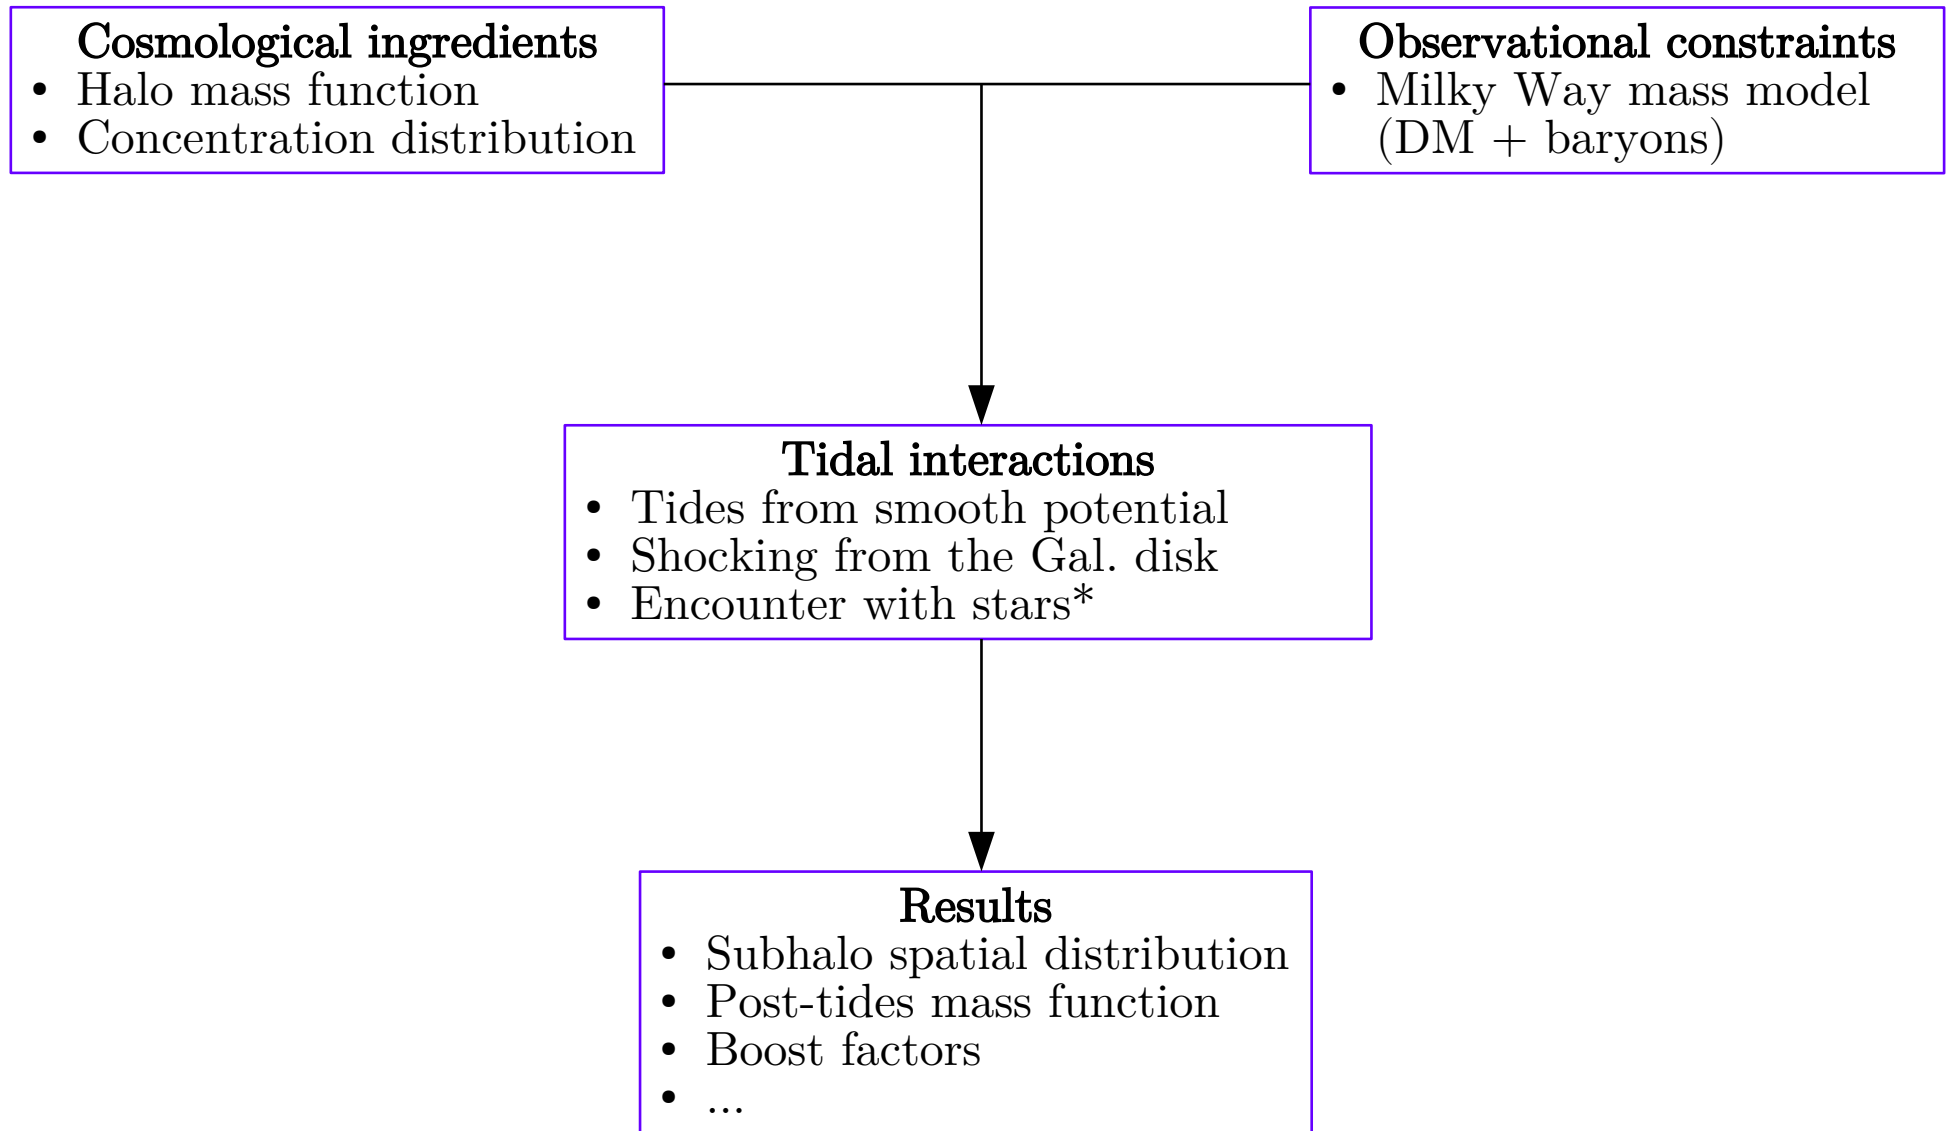 Cosmological ingredients
• Halo mass function
• Concentration distribution
Observational constraints
• Milky Way mass model
(DM + baryons)
Tidal interactions
• Tides from smooth potential
• Shocking from the Gal. disk
• Encounter with stars*
Results
• Subhalo spatial distribution
• Post-tides mass function
• Boost factors
• ...